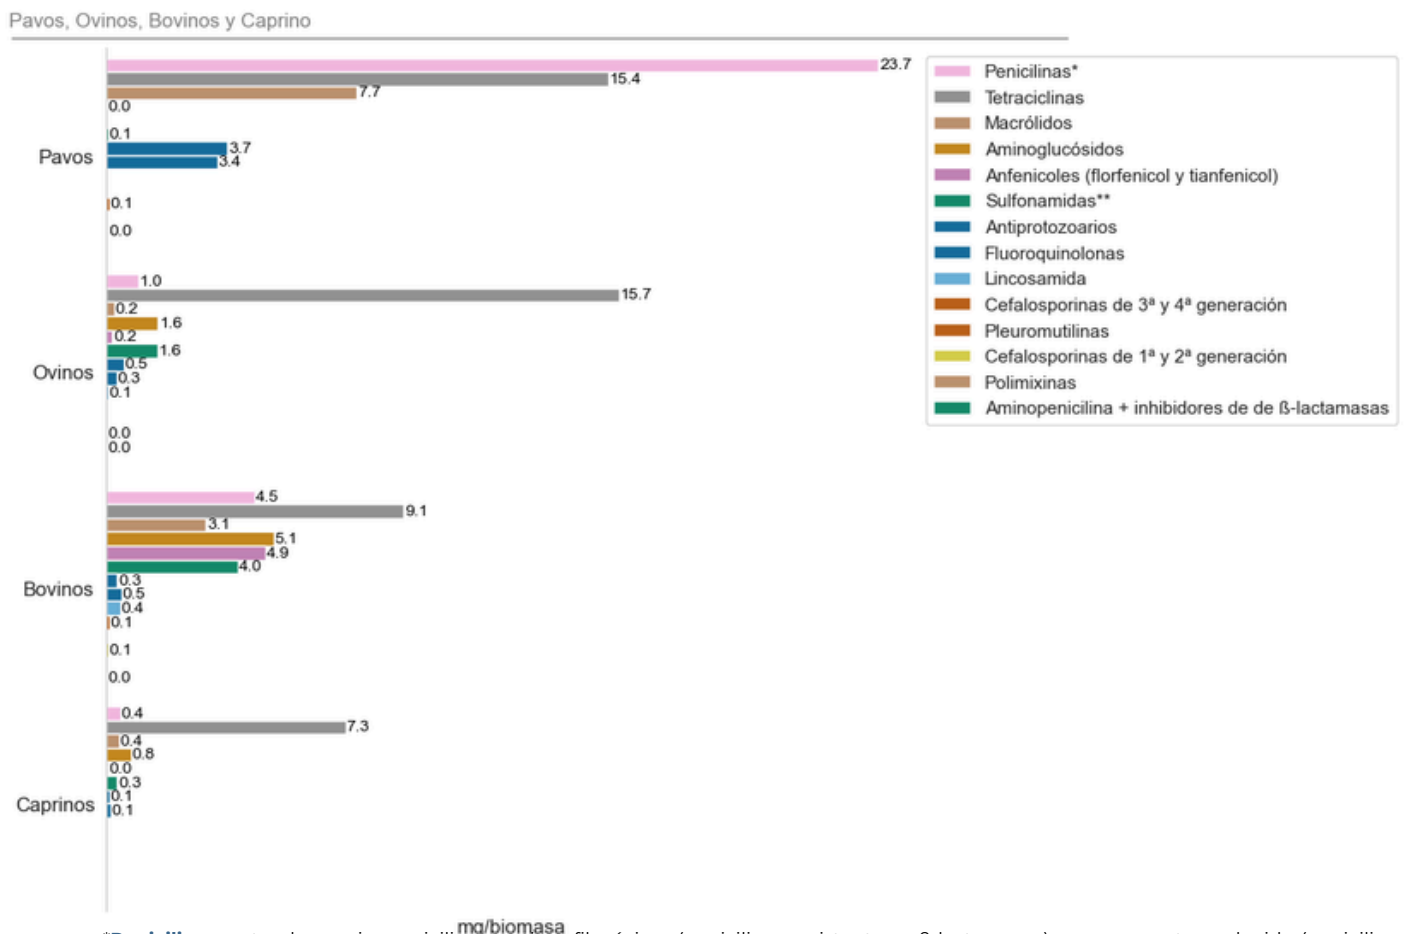 Pavos, Ovinos, Bovinos y Caprino
23.7
15.4
7.7
0.0
0.1
3.7
3.4
0.1
0.0
Pavos
1.0
15.7
0.2
1.6
0.2
1.6
0.5
0.3
0.1
0.0
0.0
Ovinos
4.5
9.1
3.1
5.1
4.9
4.0
0.3
0.5
0.4
0.1
0.1
0.0
Bovinos
0.4
7.3
0.4
0.8
0.0
0.3
0.1
0.1
Caprinos
mg/biomasa
Penicilinas*
Tetraciclinas
Macrólidos
Aminoglucósidos
Anfenicoles (florfenicol y tianfenicol)
Sulfonamidas**
Antiprotozoarios
Fluoroquinolonas
Lincosamida
Cefalosporinas de 3ª y 4ª generación
Pleuromutilinas
Cefalosporinas de 1ª y 2ª generación
Polimixinas
Aminopenicilina + inhibidores de de ß-lactamasas